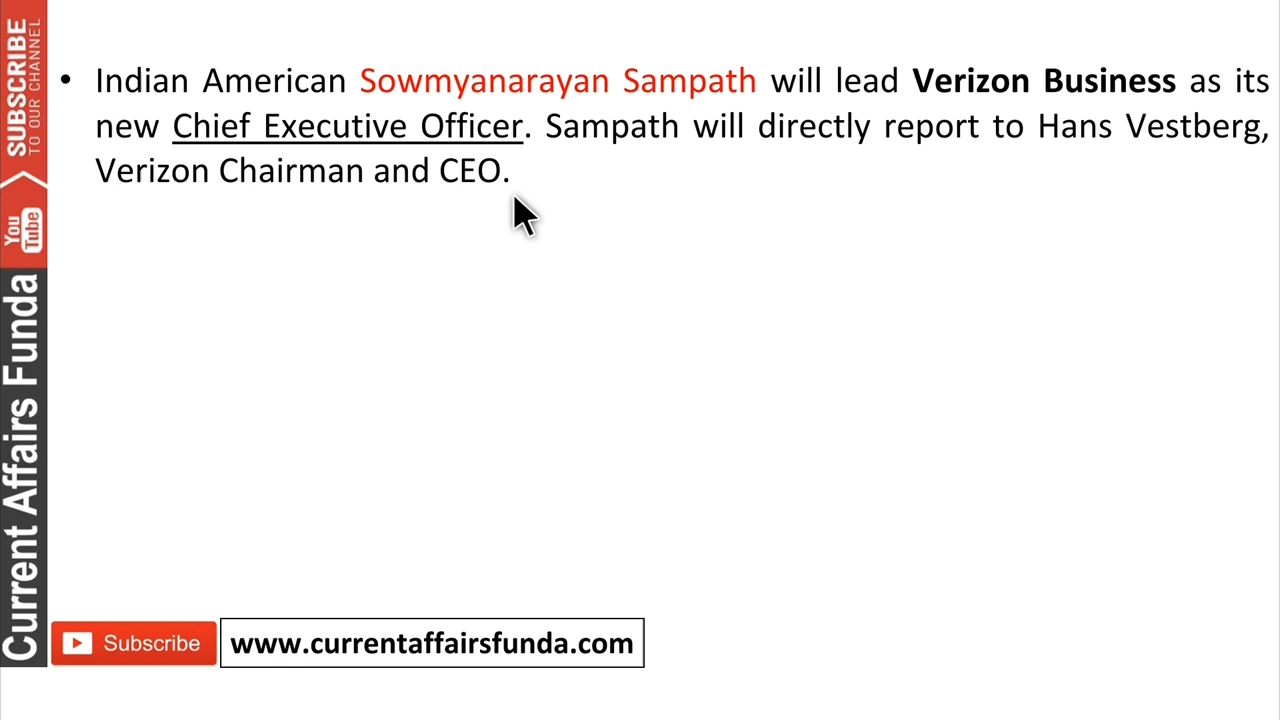 • Indian American Sowmyanarayan Sampath will lead Verizon Business as its
new Chief Executive Officer. Sampath will directly report to Hans Vestberg,
Verizon Chairman and CEO.
SUBSCRIBE
TO OUR CHANNEL
You
Tube
Current Affairs Funda
Subscribe
www.currentaffairsfunda.com